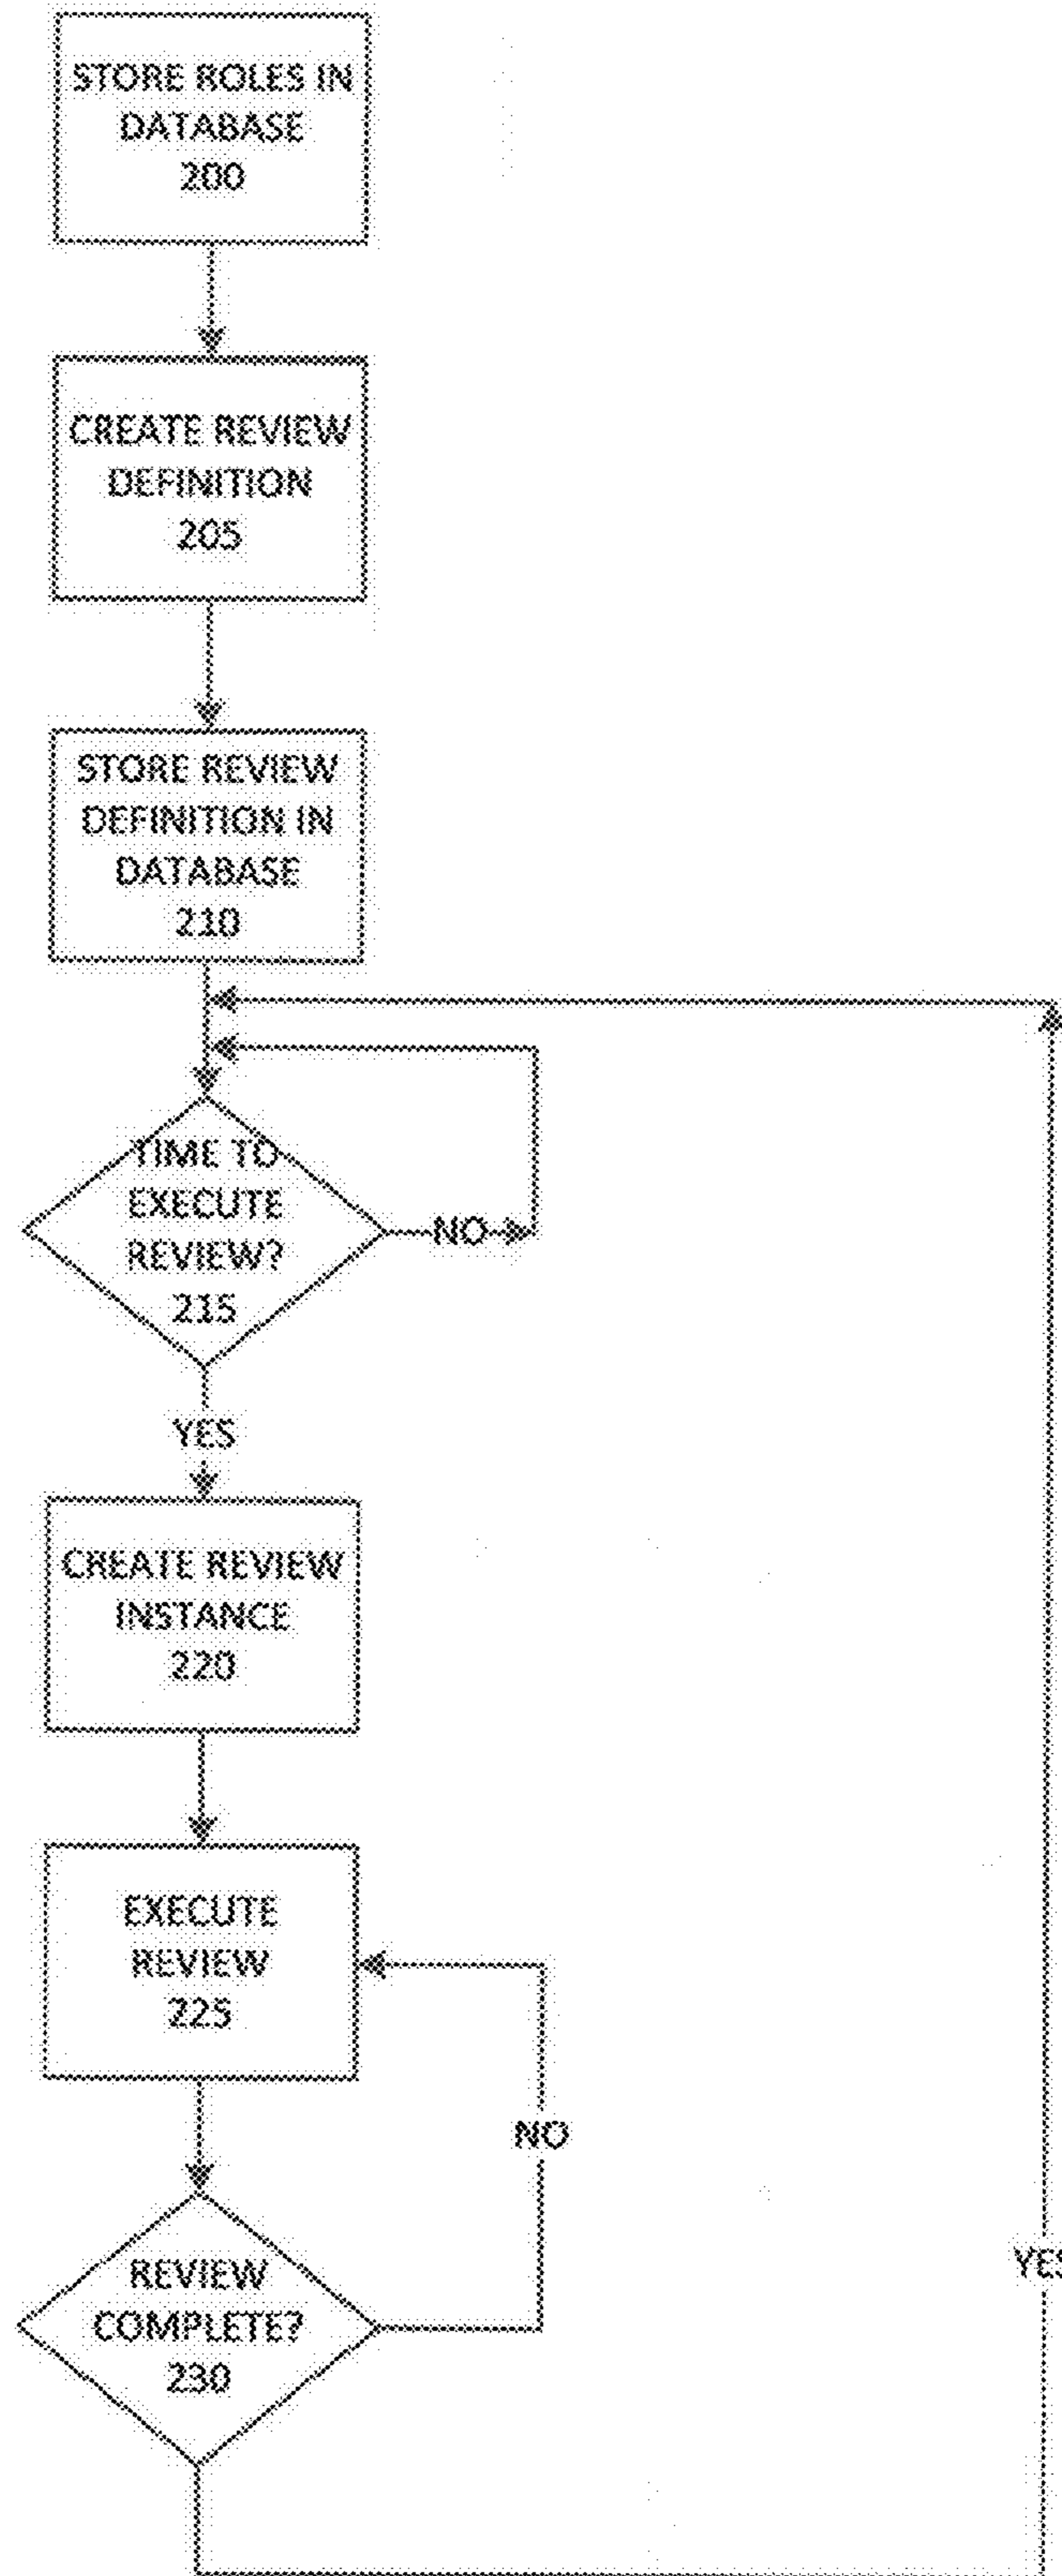 STORE ROLES IN
DATABASE
200
CREATE REVIEW
DEFINITION
205
STORE REVIEW
DEFINITION IN
DATABASE
210
TIME TO
EXECUTE
REVIEW?
215
NO
YES
CREATE REVIEW
INSTANCE
220
EXECUTE
REVIEW
225
NO
REVIEW
COMPLETE?
230
YES